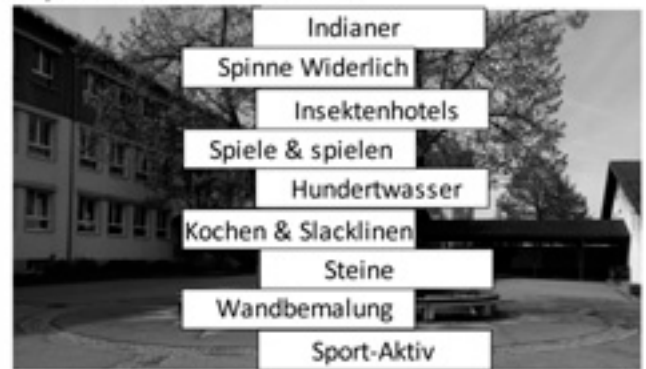 Indianer
Spinne Widerlich
Insektenhotels
Spiele & spielen
Hundertwasser
Kochen & Slacklinen
Steine
Wandbemalung
Sport-Aktiv